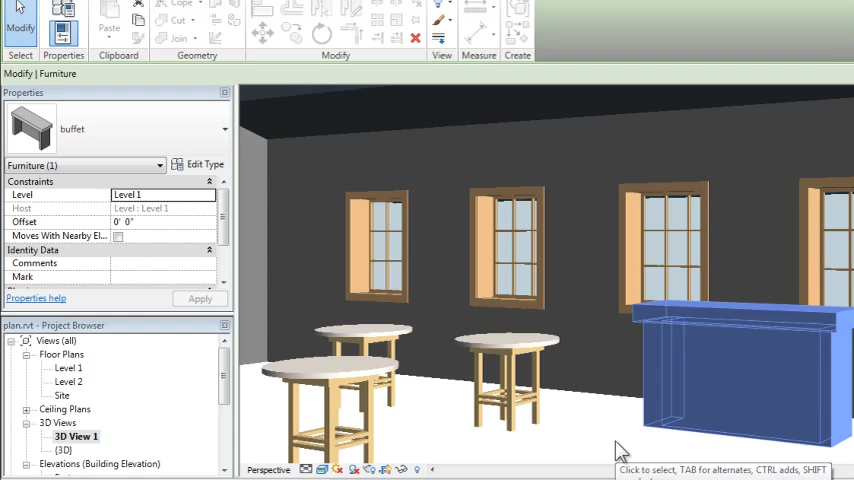 Modify
Paste
Cope
Cut
Join
Select
Properties
Clipboard
Geometry
Modify
View
Measure
Create
Modify | Furniture
Properties
buffet
Furniture (1)
Edit Type
Constraints
Level
Level 1
Host
Level : Level 1
Offset
0' 0"
Moves With Nearby El...
Identity Data
Comments
Mark
Properties help
Apply
plan.rvt - Project Browser
Views (all)
Floor Plans
Level 1
Level 2
Site
Ceiling Plans
3D Views
3D View 1
{3D}
Elevations (Building Elevation)
Perspective
Click to select, TAB for alternates, CTRL adds, SHIFT